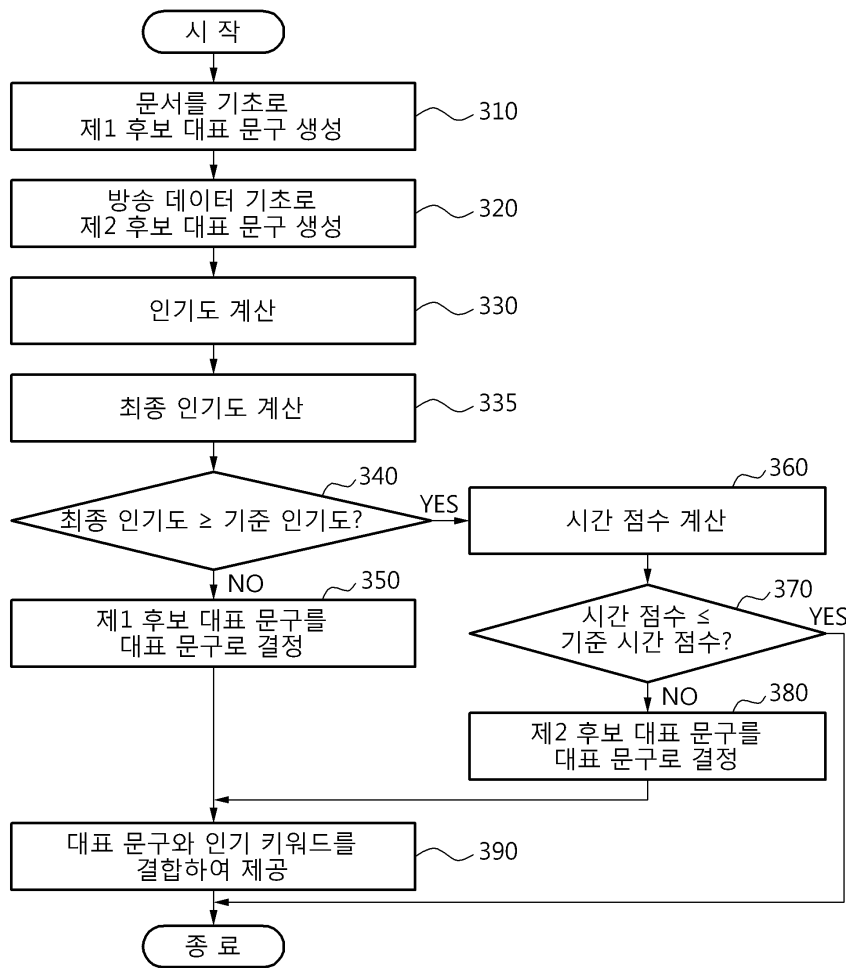 시 작
문서를 기초로
제1 후보 대표 문구 생성
310
방송 데이터 기초로
제2 후보 대표 문구 생성
320
인기도 계산
330
최종 인기도 계산
335
340
최종 인기도 ≥ 기준 인기도?
YES
NO
350
제1 후보 대표 문구를
대표 문구로 결정
360
시간 점수 계산
370
시간 점수 ≤
기준 시간 점수?
YES
NO
380
제2 후보 대표 문구를
대표 문구로 결정
대표 문구와 인기 키워드를
결합하여 제공
390
종 료